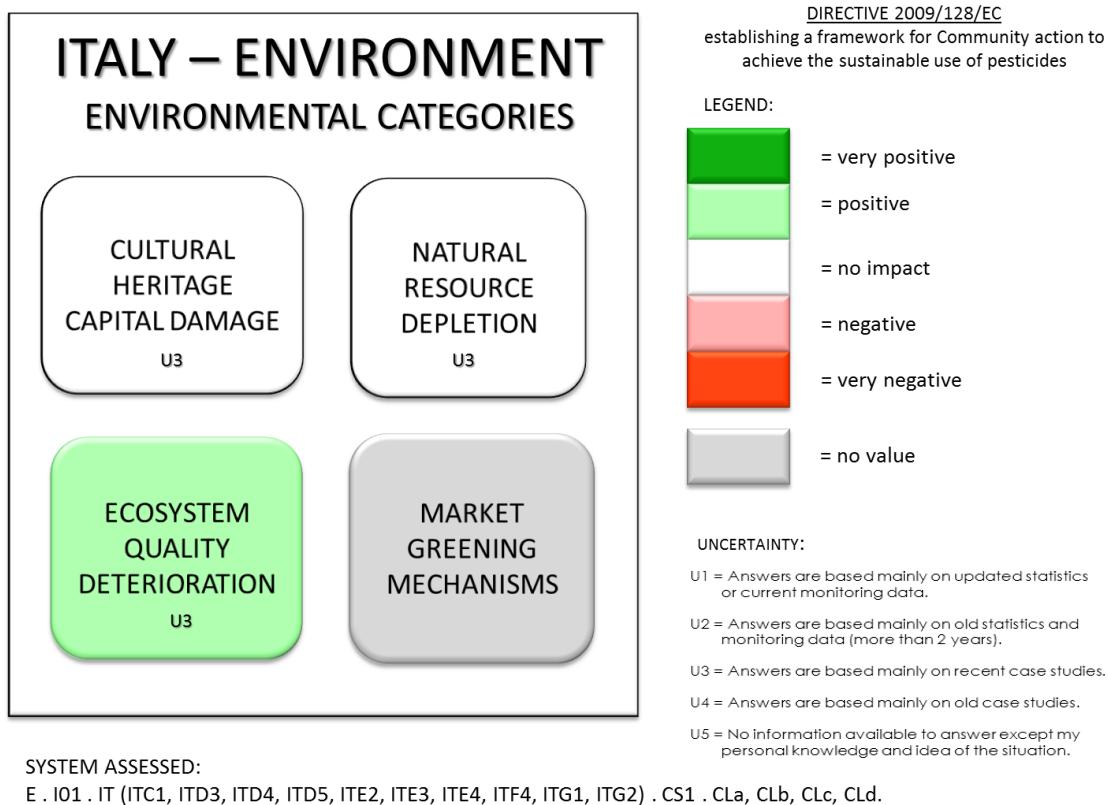 ITALY – ENVIRONMENT
ENVIRONMENTAL CATEGORIES
CULTURAL
HERITAGE
CAPITAL DAMAGE
U3
NATURAL
RESOURCE
DEPLETION
U3
ECOSYSTEM
QUALITY
DETERIORATION
U3
MARKET
GREENING
MECHANISMS
DIRECTIVE 2009/128/EC
establishing a framework for Community action to
achieve the sustainable use of pesticides
LEGEND:
= very positive
= positive
= no impact
= negative
= very negative
= no value
UNCERTAINTY:
U1 = Answers are based mainly on updated statistics
or current monitoring data.
U2 = Answers are based mainly on old statistics and
monitoring data (more than 2 years).
U3 = Answers are based mainly on recent case studies.
U4 = Answers are based mainly on old case studies.
U5 = No information available to answer except my
personal knowledge and idea of the situation.
SYSTEM ASSESSED:
E . I01 . IT (ITC1, ITD3, ITD4, ITD5, ITE2, ITE3, ITE4, ITF4, ITG1, ITG2) . CS1 . CLa, CLb, CLc, CLd.